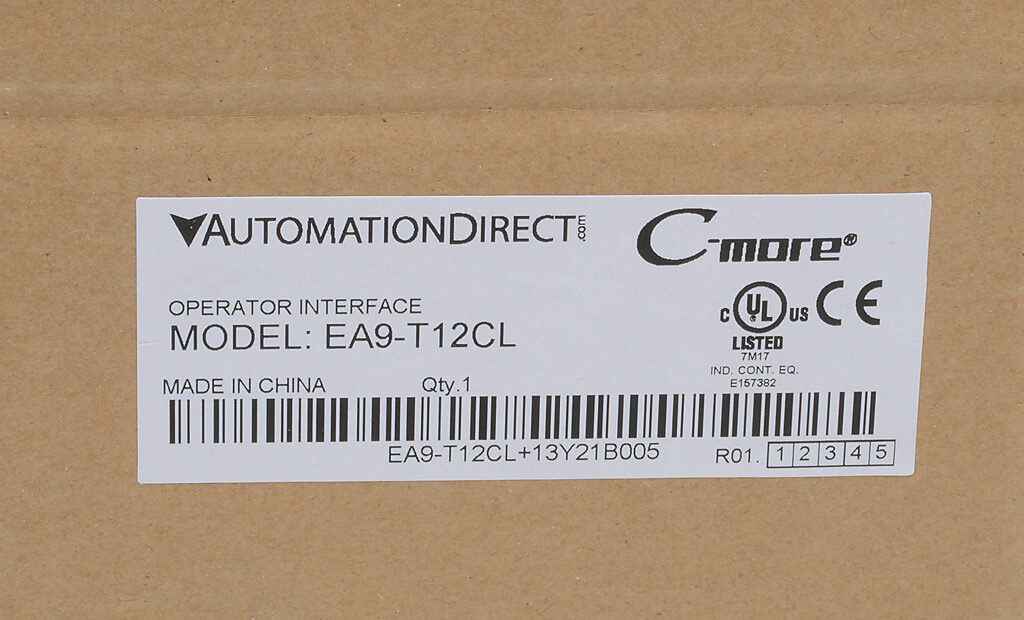 AUTOMATIONDIRECT.com
C-more®
OPERATOR INTERFACE
MODEL: EA9-T12CL
C UL US CE
LISTED
7M17
IND. CONT. EQ.
E157382
MADE IN CHINA Qty.1
EA9-T12CL+13Y21B005
R01. 1 2 3 4 5